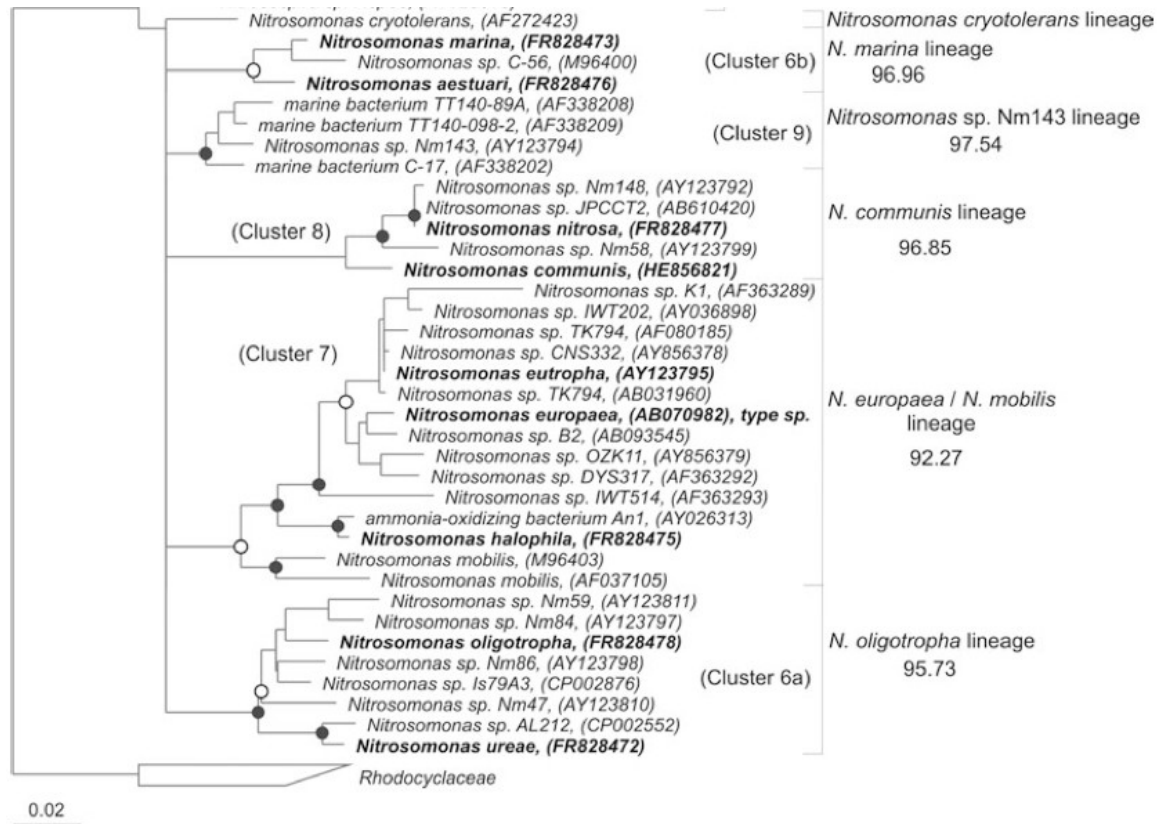 Nitrosomonas cryotolerans, (AF272423)
Nitrosomonas cryotolerans lineage
Nitrosomonas marina, (FR828473)
Nitrosomonas sp. C-56, (M96400)
Nitrosomonas aestuari, (FR828476)
(Cluster 6b)
N. marina lineage
96.96
marine bacterium TT140-89A, (AF338208)
marine bacterium TT140-098-2, (AF338209)
Nitrosomonas sp. Nm143, (AY123794)
marine bacterium C-17, (AF338202)
(Cluster 9)
Nitrosomonas sp. Nm143 lineage
97.54
(Cluster 8)
Nitrosomonas sp. Nm148, (AY123792)
Nitrosomonas sp. JPCCT2, (AB610420)
Nitrosomonas nitrosa, (FR828477)
Nitrosomonas sp. Nm58, (AY123799)
Nitrosomonas communis, (HE856821)
N. communis lineage
96.85
(Cluster 7)
Nitrosomonas sp. K1, (AF363289)
Nitrosomonas sp. IWT202, (AY036898)
Nitrosomonas sp. TK794, (AF080185)
Nitrosomonas sp. CNS332, (AY856378)
Nitrosomonas eutropha, (AY123795)
Nitrosomonas sp. TK794, (AB031960)
Nitrosomonas europaea, (AB070982), type sp.
Nitrosomonas sp. B2, (AB093545)
Nitrosomonas sp. OZK11, (AY856379)
Nitrosomonas sp. DYS317, (AF363292)
Nitrosomonas sp. IWT514, (AF363293)
ammonia-oxidizing bacterium An1, (AY026313)
Nitrosomonas halophila, (FR828475)
Nitrosomonas mobilis, (M96403)
Nitrosomonas mobilis, (AF037105)
N. europaea / N. mobilis
lineage
92.27
Nitrosomonas sp. Nm59, (AY123811)
Nitrosomonas sp. Nm84, (AY123797)
Nitrosomonas oligotropha, (FR828478)
Nitrosomonas sp. Nm86, (AY123798)
Nitrosomonas sp. Is79A3, (CP002876)
Nitrosomonas sp. Nm47, (AY123810)
Nitrosomonas sp. AL212, (CP002552)
Nitrosomonas ureae, (FR828472)
(Cluster 6a)
N. oligotropha lineage
95.73
Rhodocyclaceae
0.02